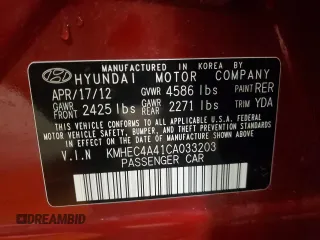 MANUFACTURED IN KOREA BY
HYUNDAI MOTOR COMPANY
APR/17/12 GVWR 4586 lbs PAINT RER
GAWR FRONT 2425 lbs GAWR REAR 2271 lbs TRIM YDA
THIS VEHICLE CONFORMS TO ALL APPLICABLE
U.S.A. FEDERAL MOTOR VEHICLE SAFETY, BUMPER,
AND THEFT PREVENTION STANDARDS IN EFFECT ON
THE DATE OF MANUFACTURE SHOWN ABOVE.
V.I.N KMHEC4A41CA033203
PASSENGER CAR
DREAMBID